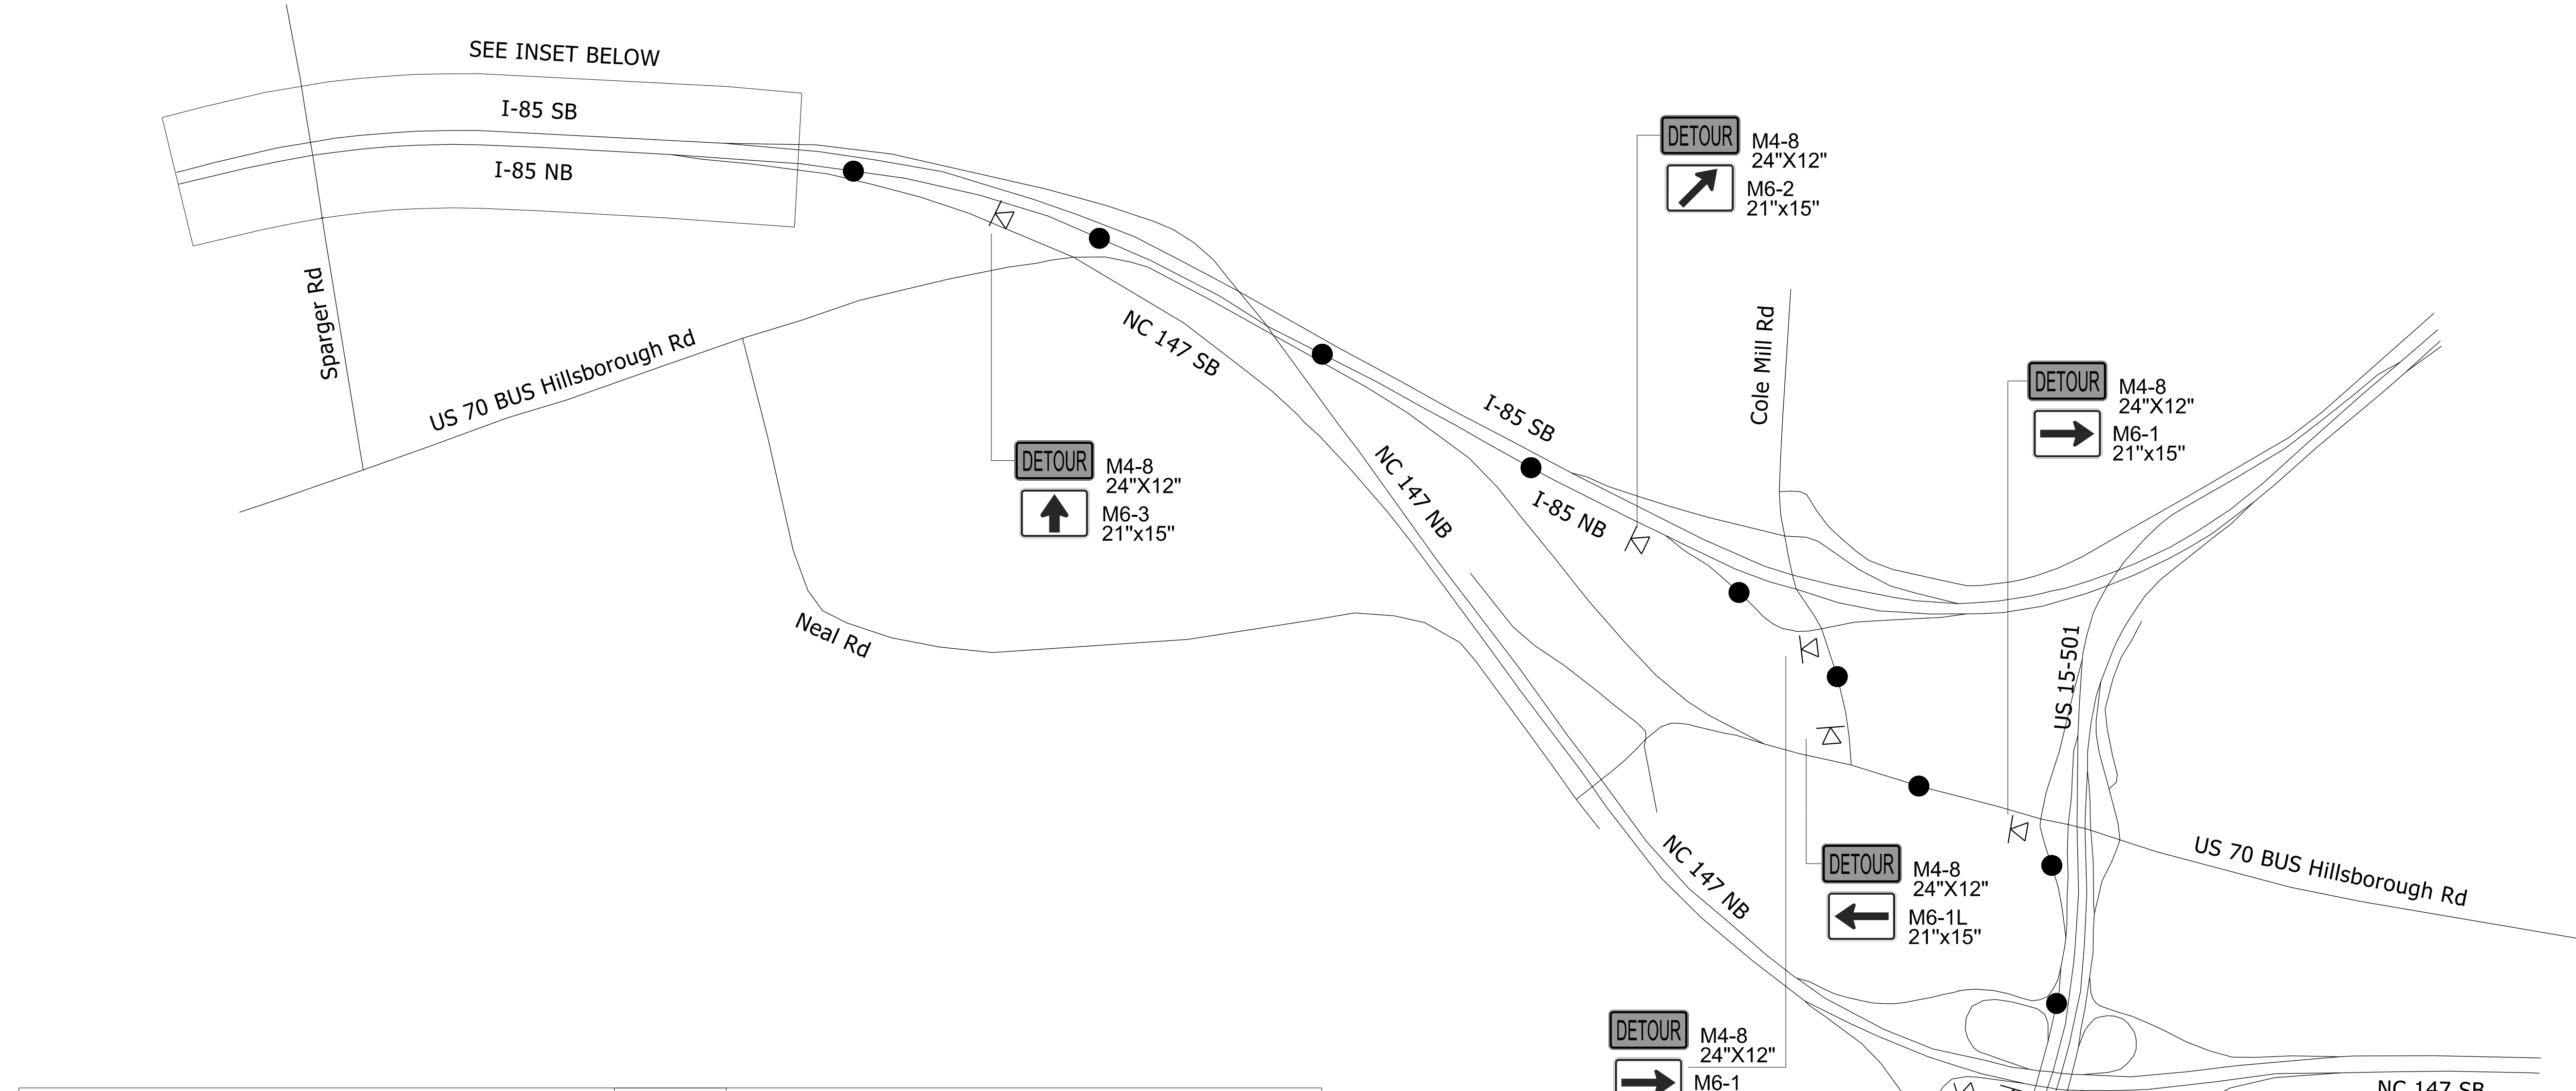 SEE INSET BELOW
I-85 SB
I-85 NB
Sparger Rd
US 70 BUS Hillsborough Rd
Neal Rd
NC 147 SB
DETOUR
M4-8
24"X12"
M6-3
21"x15"
DETOUR
M4-8
24"X12"
M6-2
21"x15"
Cole Mill Rd
I-85 SB
I-85 NB
NC 147 NB
DETOUR
M4-8
24"X12"
M6-1
21"x15"
US 15-501
US 70 BUS Hillsborough Rd
NC 147 NB
DETOUR
M4-8
24"X12"
M6-1L
21"x15"
DETOUR
M4-8
24"X12"
M6-1
NC 147 SB